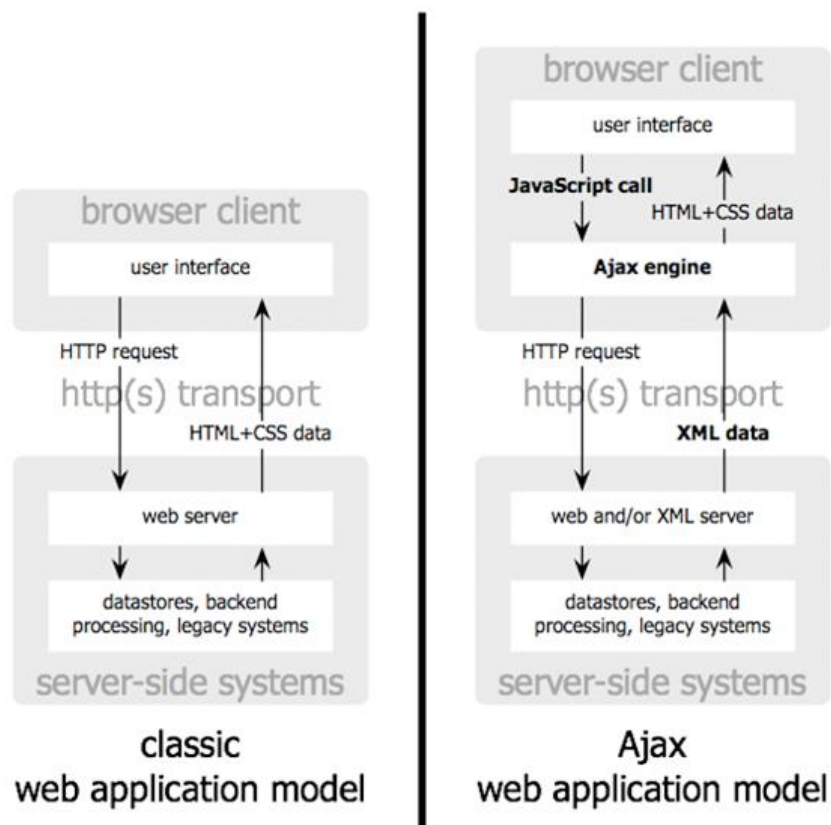 browser client
user interface
HTTP request
http(s) transport
HTML+CSS data
web server
datastores, backend
processing, legacy systems
server-side systems
classic
web application model
browser client
user interface
JavaScript call
HTML+CSS data
Ajax engine
HTTP request
http(s) transport
XML data
web and/or XML server
datastores, backend
processing, legacy systems
server-side systems
Ajax
web application model